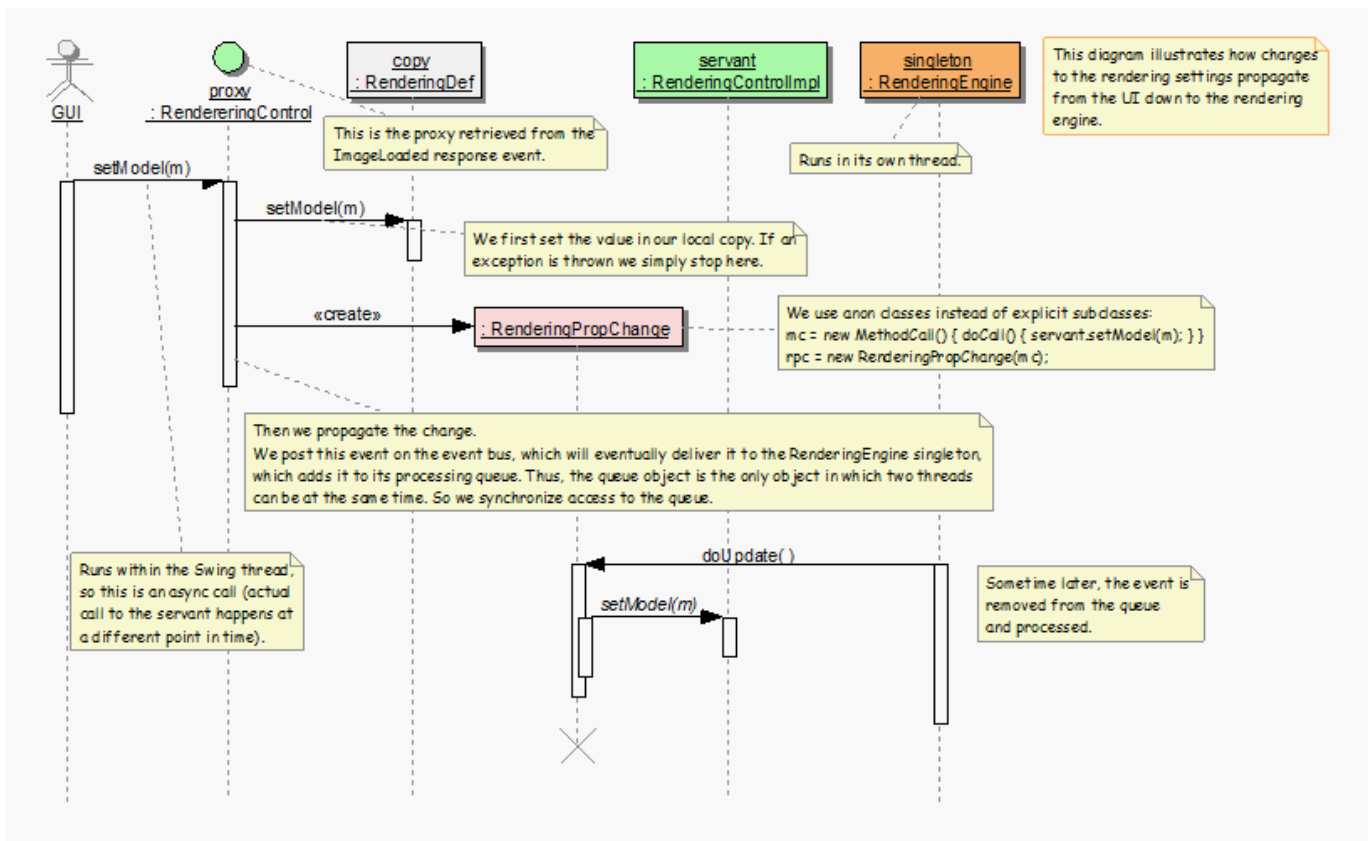 GUI
proxy
: RendereringControl
copy
: RenderingDef
servant
: RenderingControlImpl
singleton
: RenderingEngine
This diagram illustrates how changes
to the rendering settings propagate
from the UI down to the rendering
engine.
This is the proxy retrieved from the
ImageLoaded response event.
Runs in its own thread.
setModel(m)
setModel(m)
We first set the value in our local copy. If an
exception is thrown we simply stop here.
«create»
: RenderingPropChange
We use anon classes instead of explicit subclasses:
mc = new MethodCall() { doCall() { servant.setModel(m); } }
rpc = new RenderingPropChange(mc);
Then we propagate the change.
We post this event on the event bus, which will eventually deliver it to the RenderingEngine singleton,
which adds it to its processing queue. Thus, the queue object is the only object in which two threads
can be at the same time. So we synchronize access to the queue.
Runs within the Swing thread,
so this is an async call (actual
call to the servant happens at
a different point in time).
doUpdate( )
setModel(m)
Sometime later, the event is
removed from the queue
and processed.